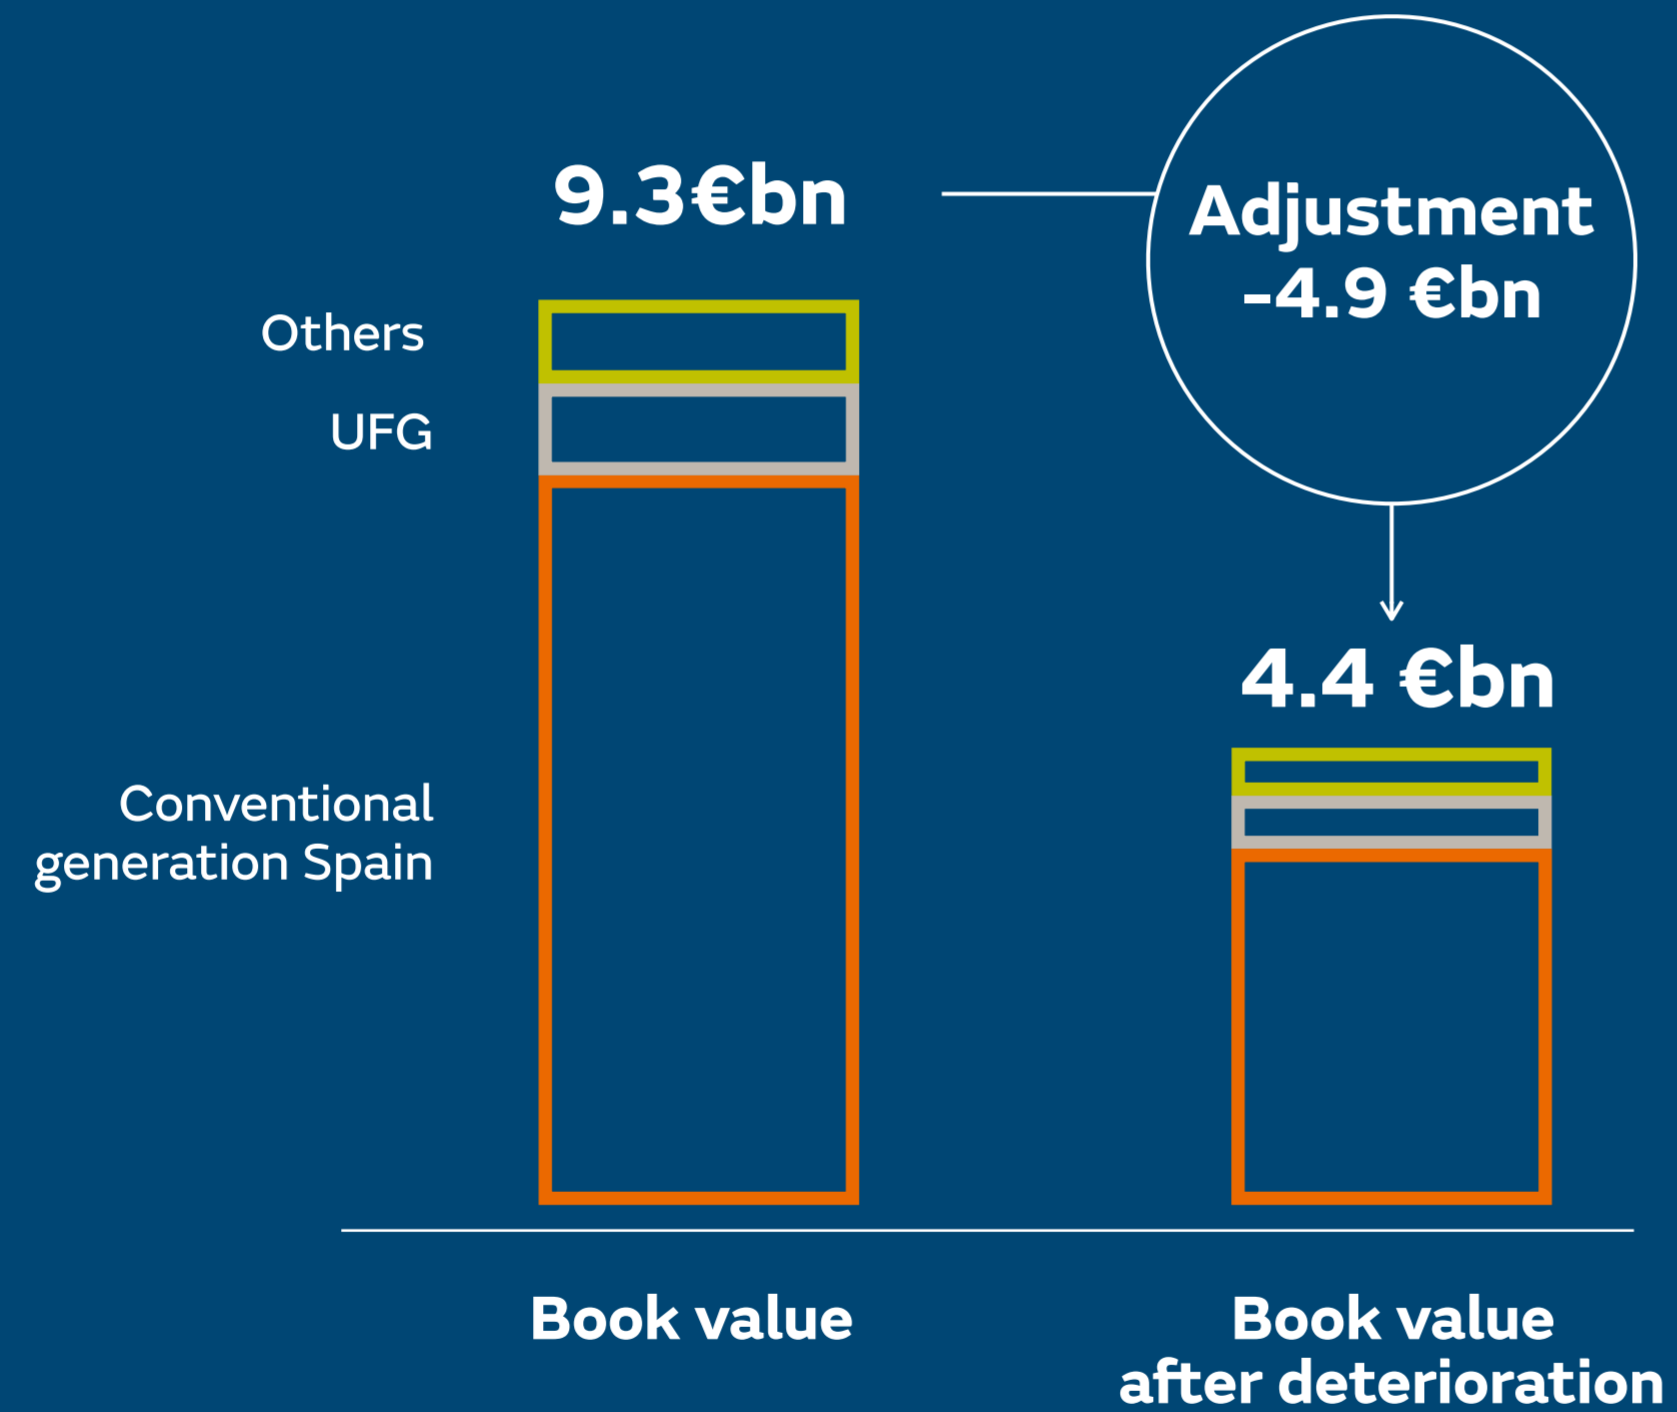 9.3€bn
Adjustment
-4.9 €bn
Others
UFG
Conventional
generation Spain
4.4 €bn
Book value
Book value
after deterioration